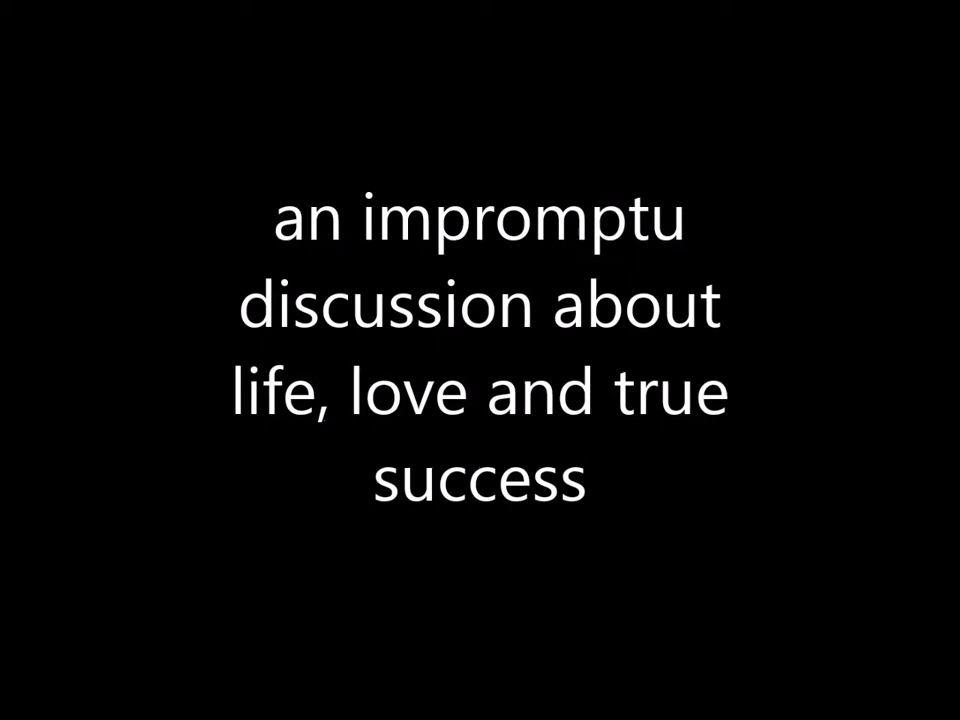 an impromptu
discussion about
life, love and true
success